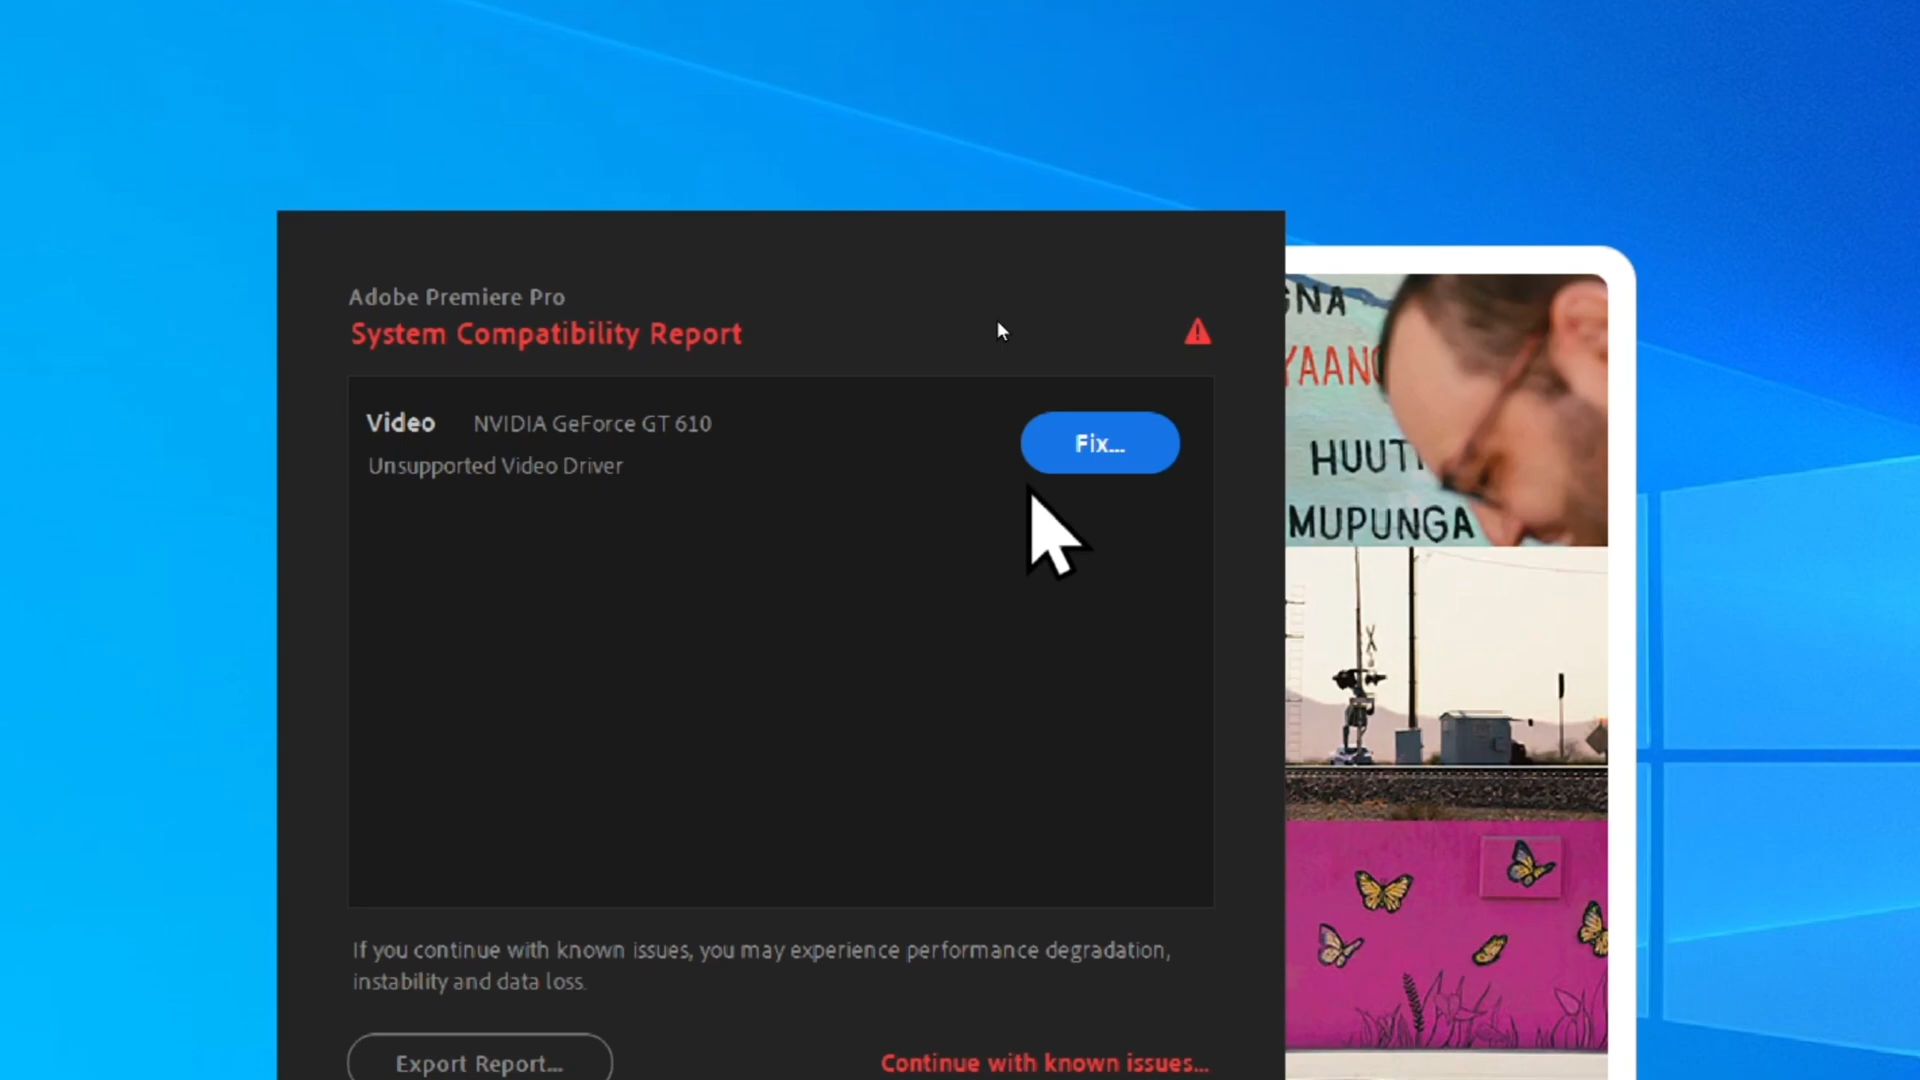 Adobe Premiere Pro
System Compatibility Report
Video NVIDIA GeForce GT 610
Fix...
Unsupported Video Driver
If you continue with known issues, you may experience performance degradation,
instability and data loss.
Export Report...
Continue with known issues...
MUPUNGA